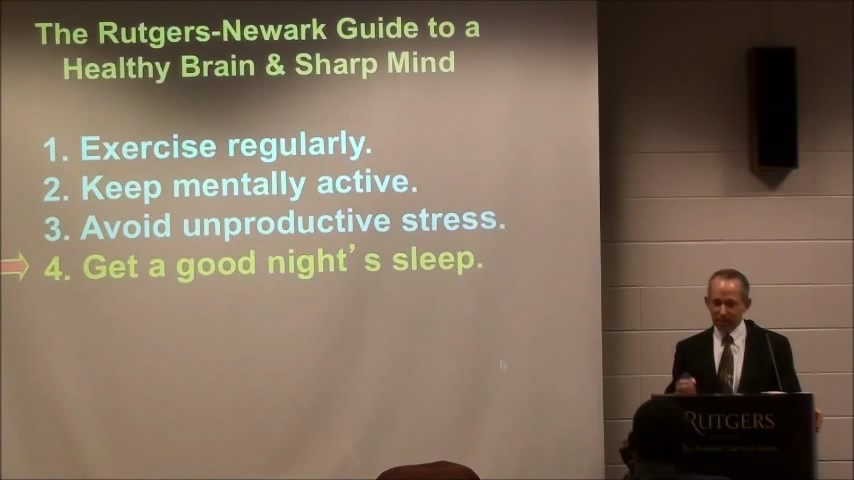 The Rutgers-Newark Guide to a
Healthy Brain & Sharp Mind
1. Exercise regularly.
2. Keep mentally active.
3. Avoid unproductive stress.
4. Get a good night's sleep.
RUTGERS